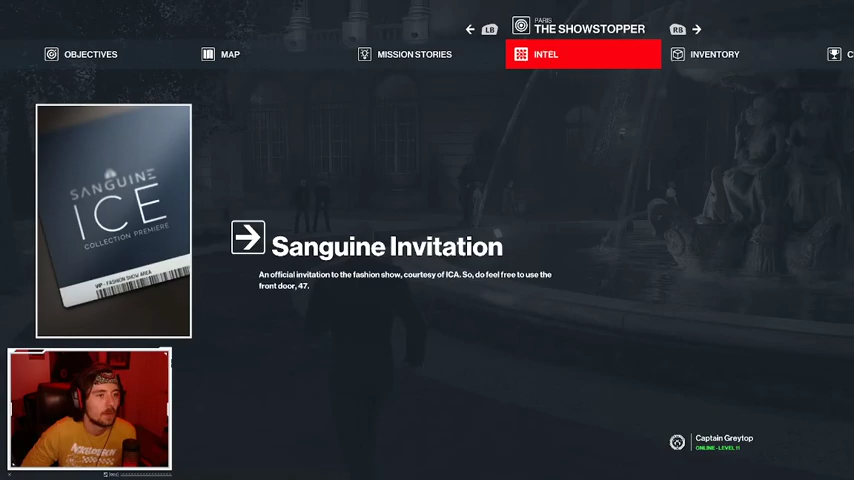 PARIS
LB THE SHOWSTOPPER RB
OBJECTIVES MAP MISSION STORIES INTEL INVENTORY C
SANGUINE
ICE
COLLECTION PREMIERE
VIP - FASHION SHOW AREA
Sanguine Invitation
An official invitation to the fashion show, courtesy of ICA. So, do feel free to use the
front door, 47.
Captain Greytop
ONLINE - LEVEL 11